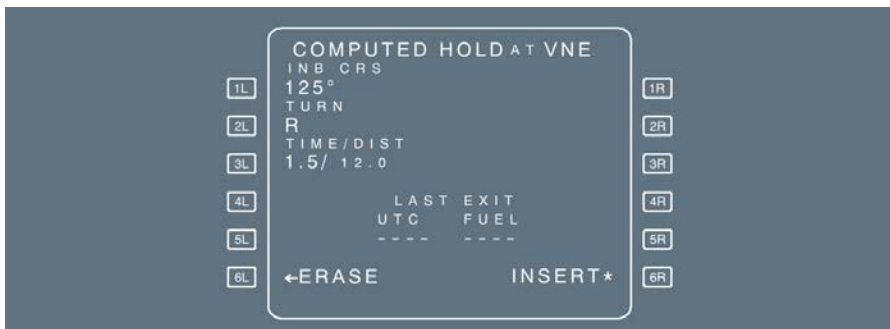 COMPUTED HOLD AT VNE
INB CRS
1L 125° 1R
TURN
2L R 2R
TIME/DIST
3L 1.5/ 12.0 3R
4L LAST EXIT 4R
UTC FUEL
5L ---- ---- 5R
6L ←ERASE INSERT* 6R